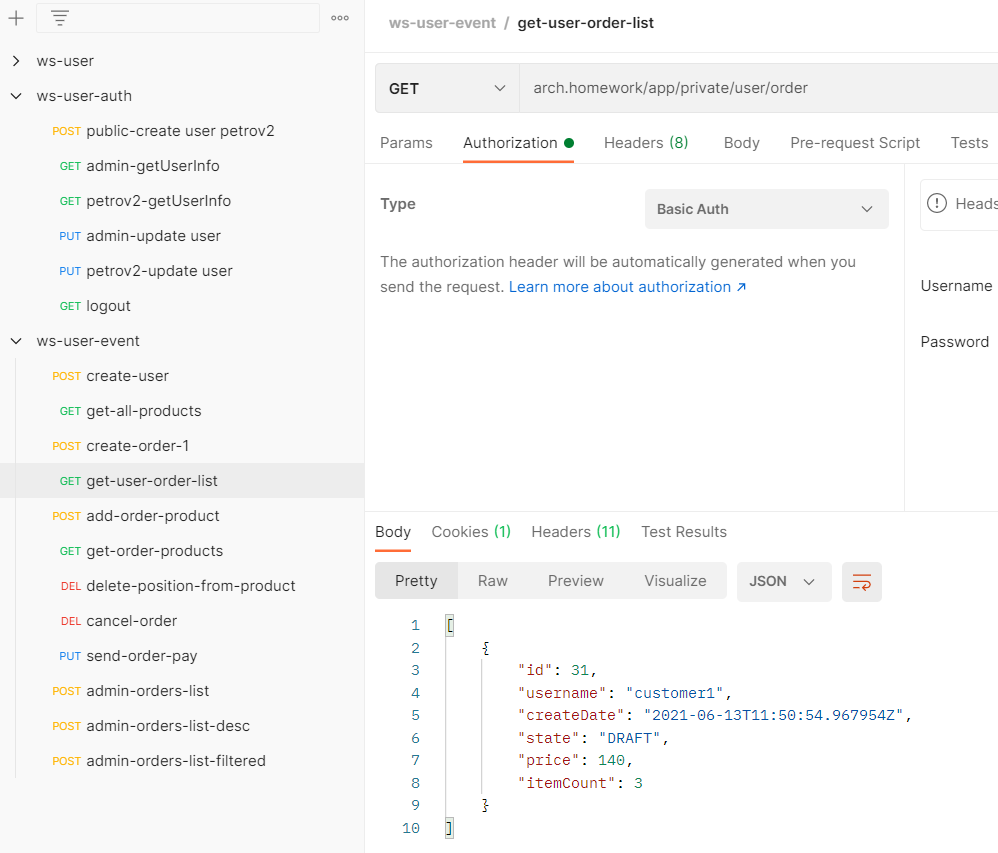 ws-user
ws-user-auth
POST public-create user petrov2
GET admin-getUserInfo
GET petrov2-getUserInfo
PUT admin-update user
PUT petrov2-update user
GET logout
ws-user-event
POST create-user
GET get-all-products
POST create-order-1
GET get-user-order-list
POST add-order-product
GET get-order-products
DEL delete-position-from-product
DEL cancel-order
PUT send-order-pay
POST admin-orders-list
POST admin-orders-list-desc
POST admin-orders-list-filtered
ws-user-event / get-user-order-list
GET arch.homework/app/private/user/order
Params Authorization Headers (8) Body Pre-request Script Tests
Type Basic Auth
The authorization header will be automatically generated when you
send the request. Learn more about authorization ↗
Heads
Username
Password
Body Cookies (1) Headers (11) Test Results
Pretty Raw Preview Visualize JSON
1 [
2 {
3 "id": 31,
4 "username": "customer1",
5 "createDate": "2021-06-13T11:50:54.967954Z",
6 "state": "DRAFT",
7 "price": 140,
8 "itemCount": 3
9 }
10 ]